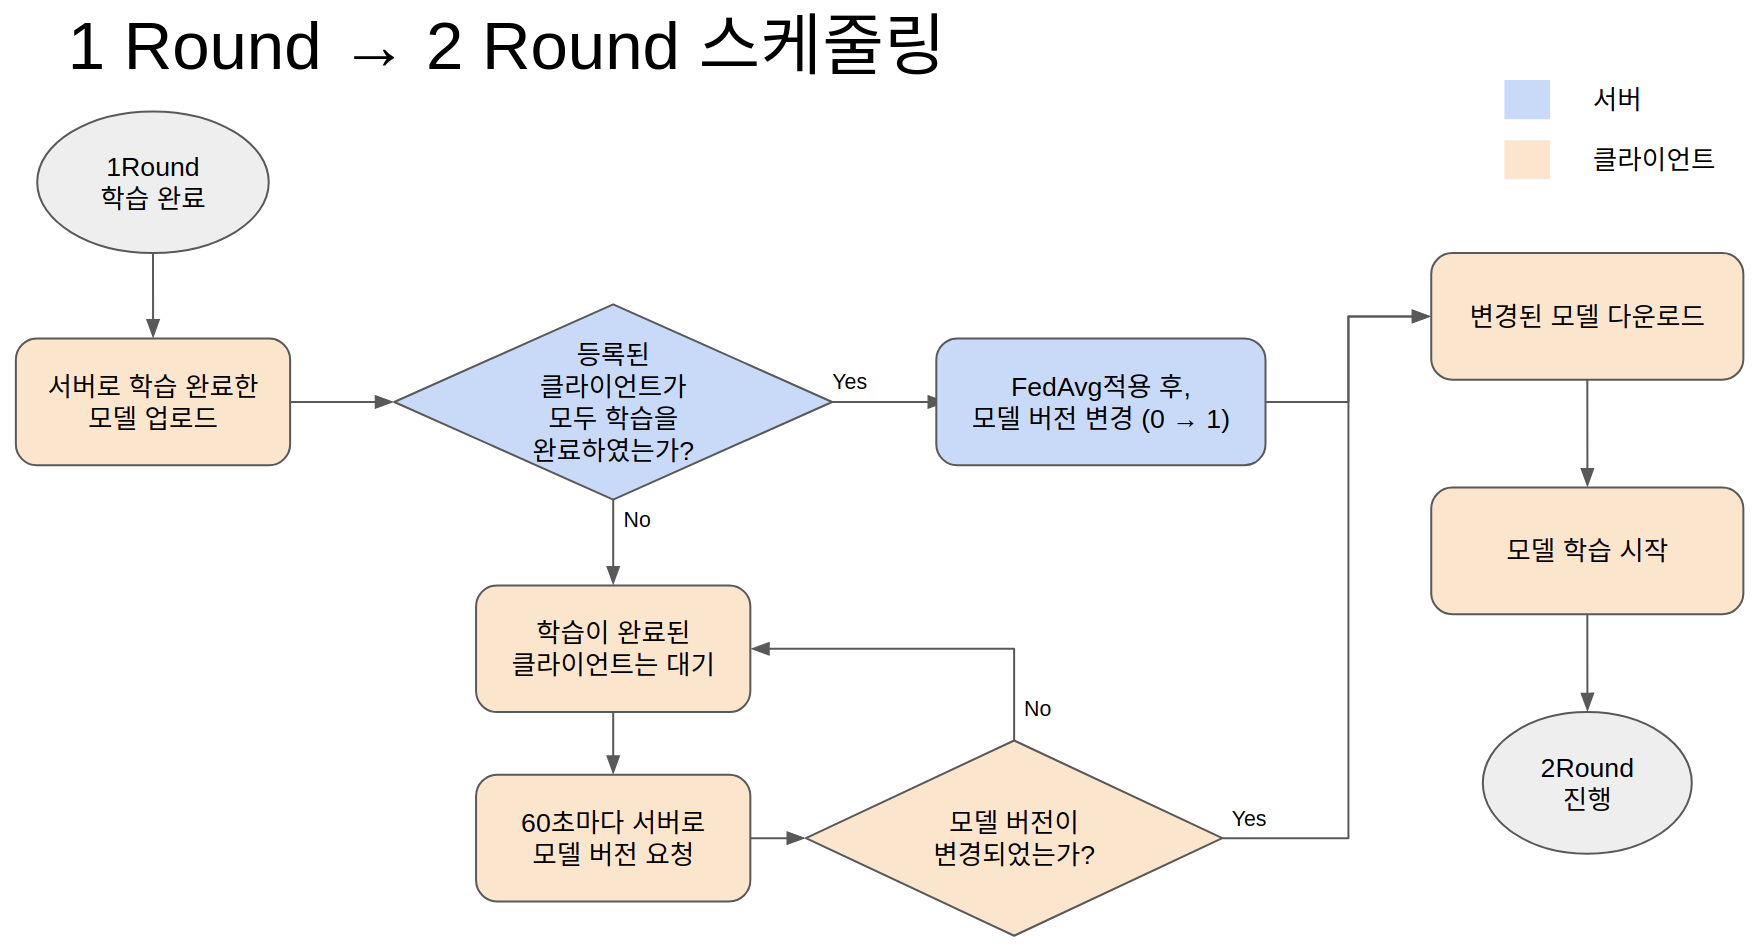 1 Round → 2 Round 스케줄링
서버
클라이언트
1Round
학습 완료
서버로 학습 완료한
모델 업로드
등록된
클라이언트가
모두 학습을
완료하였는가?
Yes
FedAvg적용 후,
모델 버전 변경 (0 → 1)
변경된 모델 다운로드
No
모델 학습 시작
학습이 완료된
클라이언트는 대기
No
60초마다 서버로
모델 버전 요청
모델 버전이
변경되었는가?
Yes
2Round
진행